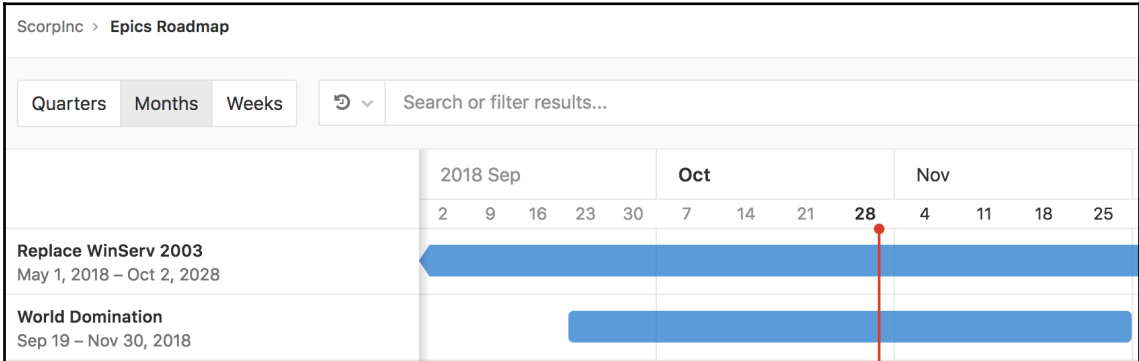 ScorpInc > Epics Roadmap
Quarters Months Weeks Search or filter results...
2018 Sep Oct Nov
2 9 16 23 30 7 14 21 28 4 11 18 25
Replace WinServ 2003
May 1, 2018 – Oct 2, 2028
World Domination
Sep 19 – Nov 30, 2018